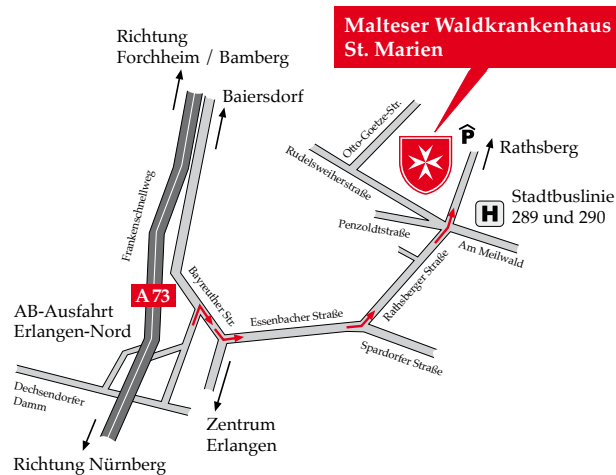 Malteser Waldkrankenhaus
St. Marien
Richtung
Forchheim / Bamberg
Baiersdorf
Otto-Goetze-Str.
Rudelsweiherstraße
P
Rathsberg
H
Stadtbuslinie
289 und 290
Penzoldtstraße
Am Meilwald
Frankenschnellweg
Rathsberger Straße
Bayreuther Str.
A 73
AB-Ausfahrt
Erlangen-Nord
Essenbacher Straße
Spardorfer Straße
Dechsendorfer
Damm
Zentrum
Erlangen
Richtung Nürnberg